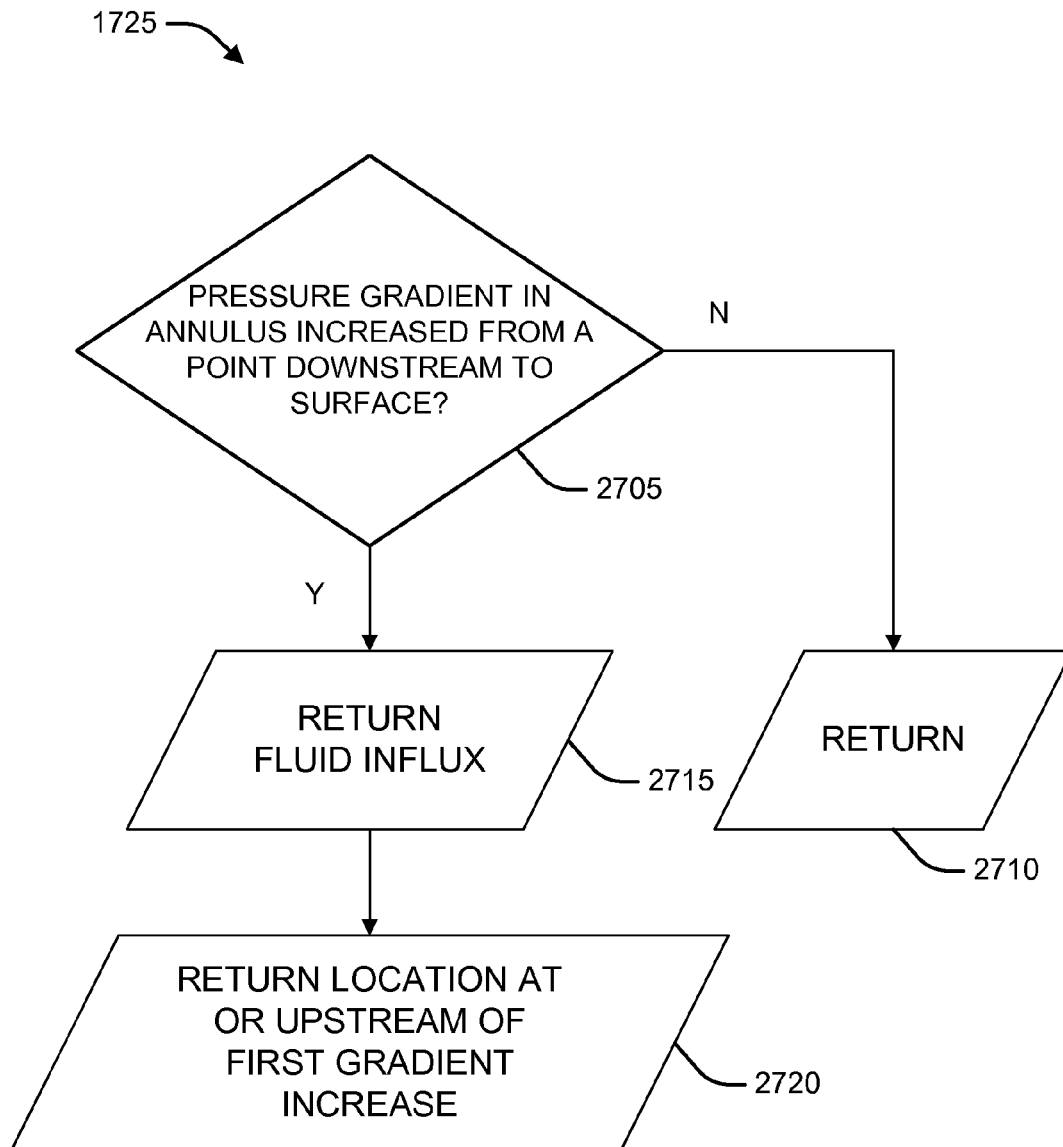 1725
PRESSURE GRADIENT IN
ANNULUS INCREASED FROM A
POINT DOWNSTREAM TO
SURFACE?
N
2705
Y
RETURN
FLUID INFLUX
2715
RETURN
2710
RETURN LOCATION AT
OR UPSTREAM OF
FIRST GRADIENT
INCREASE
2720